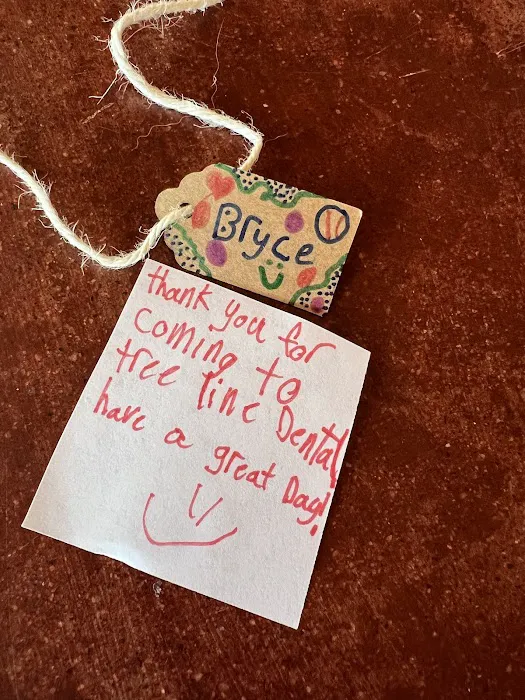 Bryce
thank you for
coming to
tree line Dental
have a great Day!